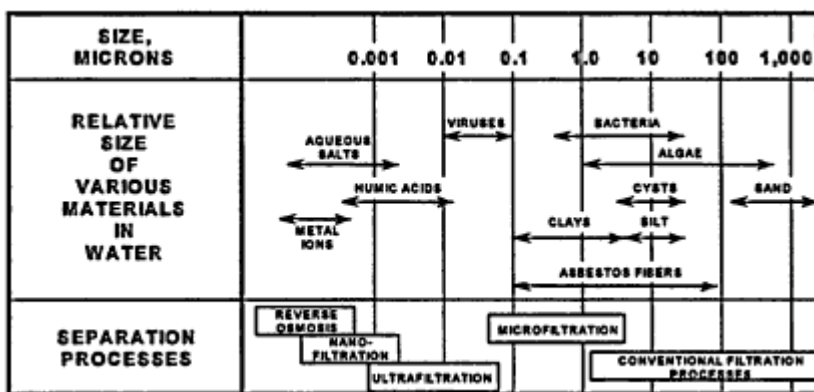 SIZE,
MICRONS
0.001 0.01 0.1 1.0 10 100 1,000
RELATIVE
SIZE
OF
VARIOUS
MATERIALS
IN
WATER
VIRUSES
BACTERIA
AQUEOUS
SALTS
ALGAE
HUMIC ACIDS
CYSTS
SAND
METAL
IONS
CLAYS
SILT
ASBESTOS FIBERS
SEPARATION
PROCESSES
REVERSE
OSMOSIS
NANO-
FILTRATION
ULTRAFILTRATION
MICROFILTRATION
CONVENTIONAL FILTRATION
PROCESSES